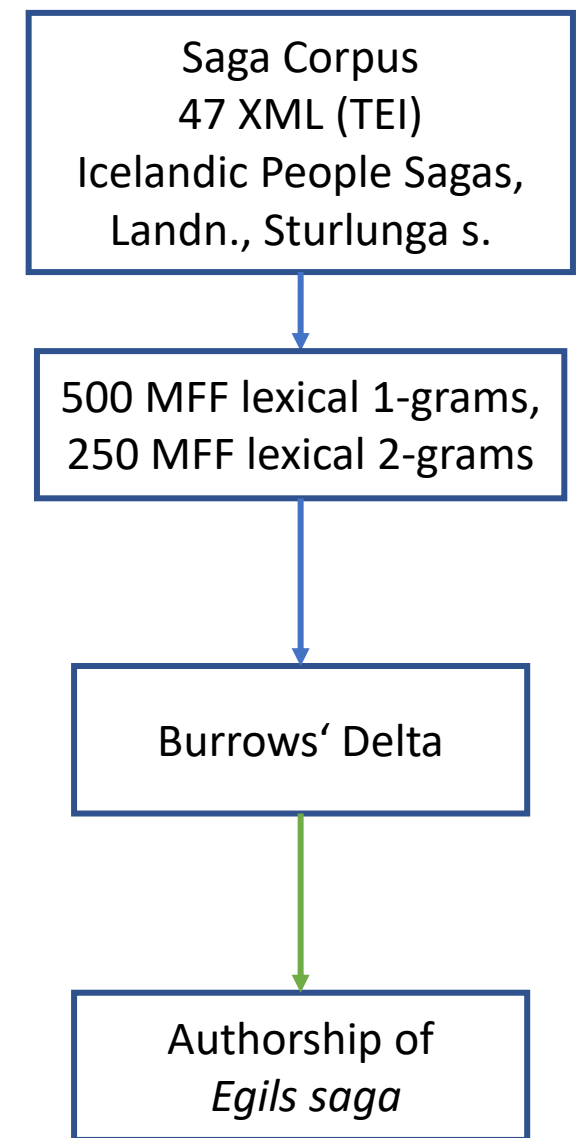 Saga Corpus
47 XML (TEI)
Icelandic People Sagas,
Landn., Sturlunga s.
500 MFF lexical 1-grams,
250 MFF lexical 2-grams
Burrows‘ Delta
Authorship of
Egils saga